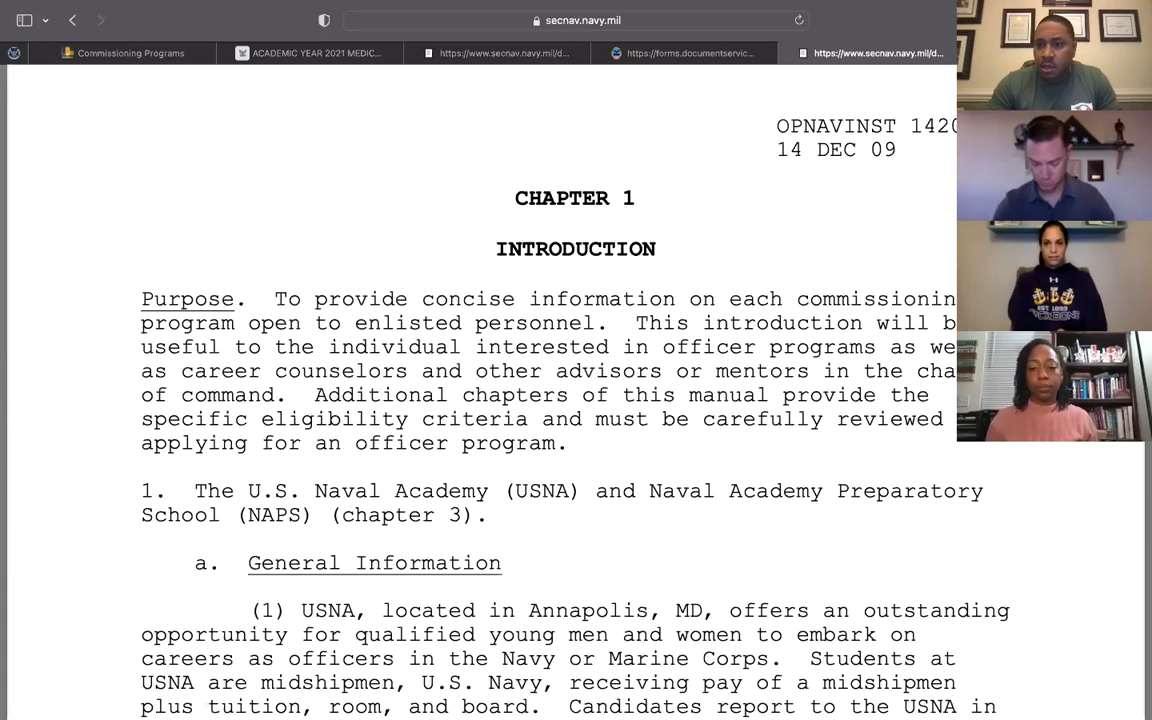 secnav.navy.mil
Commissioning Programs
ACADEMIC YEAR 2021 MEDIC...
https://www.secnav.navy.mil/d...
https://forms.documentservic...
https://www.secnav.navy.mil/d...
OPNAVINST 1420
14 DEC 09
CHAPTER 1
INTRODUCTION
Purpose. To provide concise information on each commissionin
program open to enlisted personnel. This introduction will b
useful to the individual interested in officer programs as we
as career counselors and other advisors or mentors in the cha
of command. Additional chapters of this manual provide the
specific eligibility criteria and must be carefully reviewed
applying for an officer program.
1. The U.S. Naval Academy (USNA) and Naval Academy Preparatory
School (NAPS) (chapter 3).
a. General Information
(1) USNA, located in Annapolis, MD, offers an outstanding
opportunity for qualified young men and women to embark on
careers as officers in the Navy or Marine Corps. Students at
USNA are midshipmen, U.S. Navy, receiving pay of a midshipmen
plus tuition, room, and board. Candidates report to the USNA in
EST. 1893